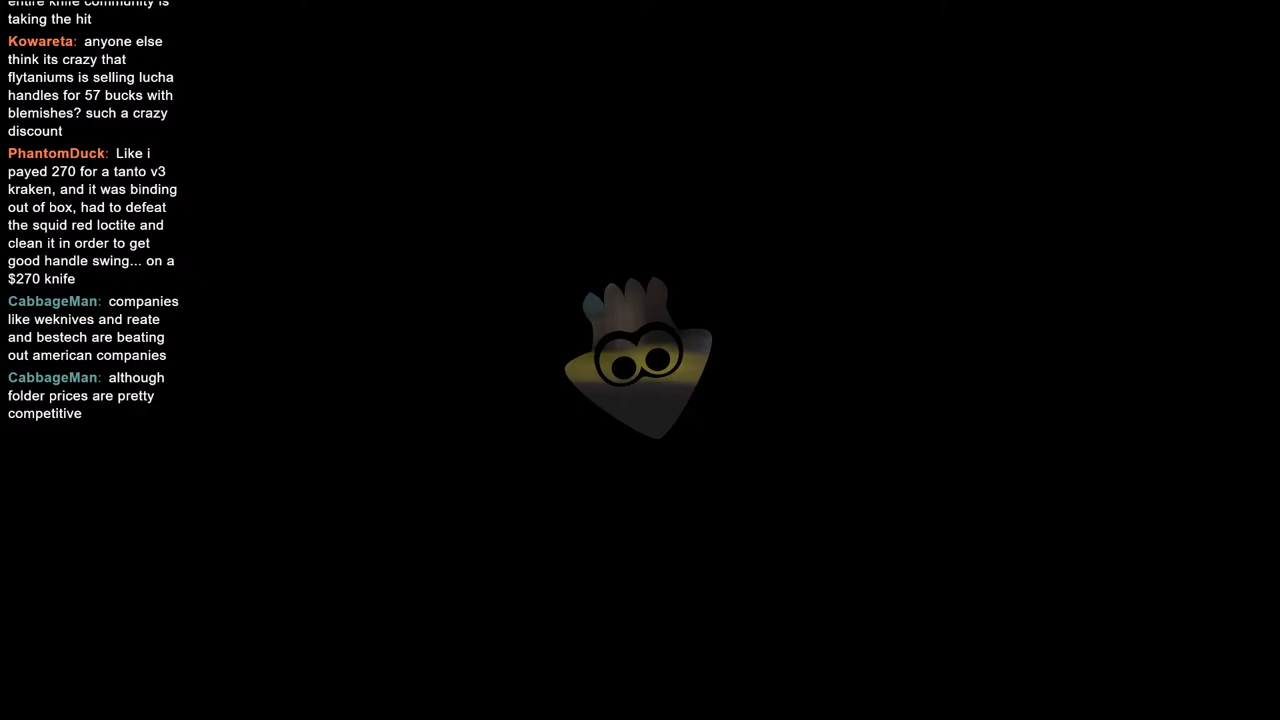 entire knife community is
taking the hit
Kowareta: anyone else
think its crazy that
flytaniums is selling lucha
handles for 57 bucks with
blemishes? such a crazy
discount
PhantomDuck: Like i
payed 270 for a tanto v3
kraken, and it was binding
out of box, had to defeat
the squid red loctite and
clean it in order to get
good handle swing... on a
$270 knife
CabbageMan: companies
like weknives and reate
and bestech are beating
out american companies
CabbageMan: although
folder prices are pretty
competitive